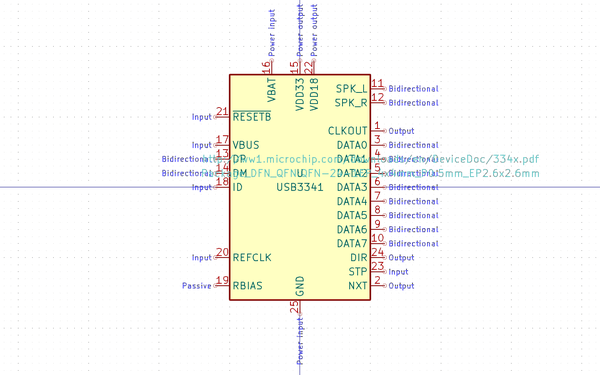 Power input
Power output
Power output
16
15
22
VBAT
VDD33
VDD18
SPK_L 11 Bidirectional
SPK_R 12 Bidirectional
Input 21 RESETB
CLKOUT 1 Output
Input 17 VBUS
DATA0 3 Bidirectional
Bidirectional 13 DP
DATA1 4 Bidirectional
Bidirectional 14 DM
DATA2 5 Bidirectional
Input 18 ID
USB3341
DATA3 6 Bidirectional
DATA4 7 Bidirectional
DATA5 8 Bidirectional
DATA6 9 Bidirectional
DATA7 10 Bidirectional
Input 20 REFCLK
DIR 24 Output
STP 23 Input
Passive 19 RBIAS
NXT 2 Output
GND
25
Power input